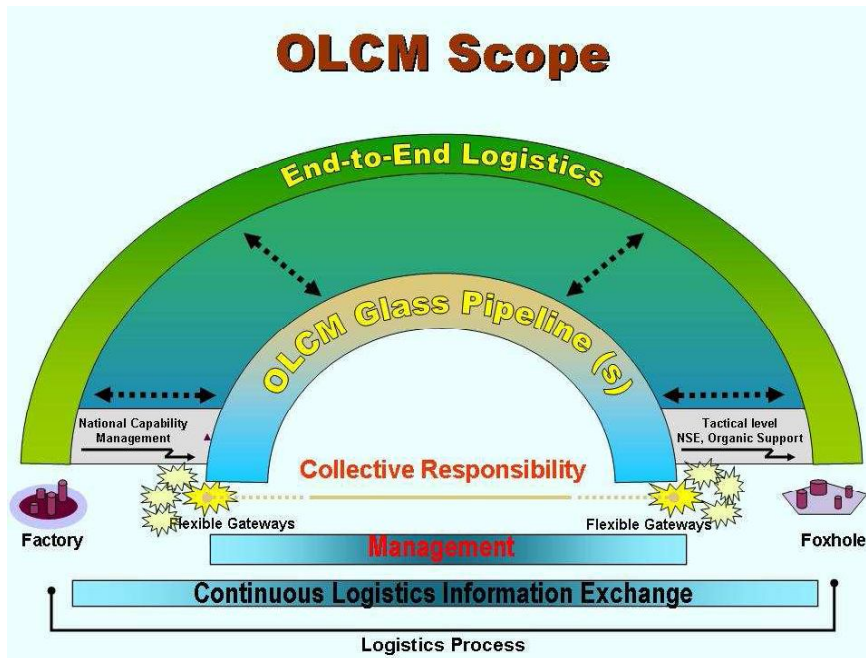 OLCM Scope
End-to-End Logistics
OLCM Glass Pipeline (s)
National Capability
Management
Tactical level
NSE, Organic Support
Collective Responsibility
Flexible Gateways
Flexible Gateways
Factory
Foxhole
Management
Continuous Logistics Information Exchange
Logistics Process